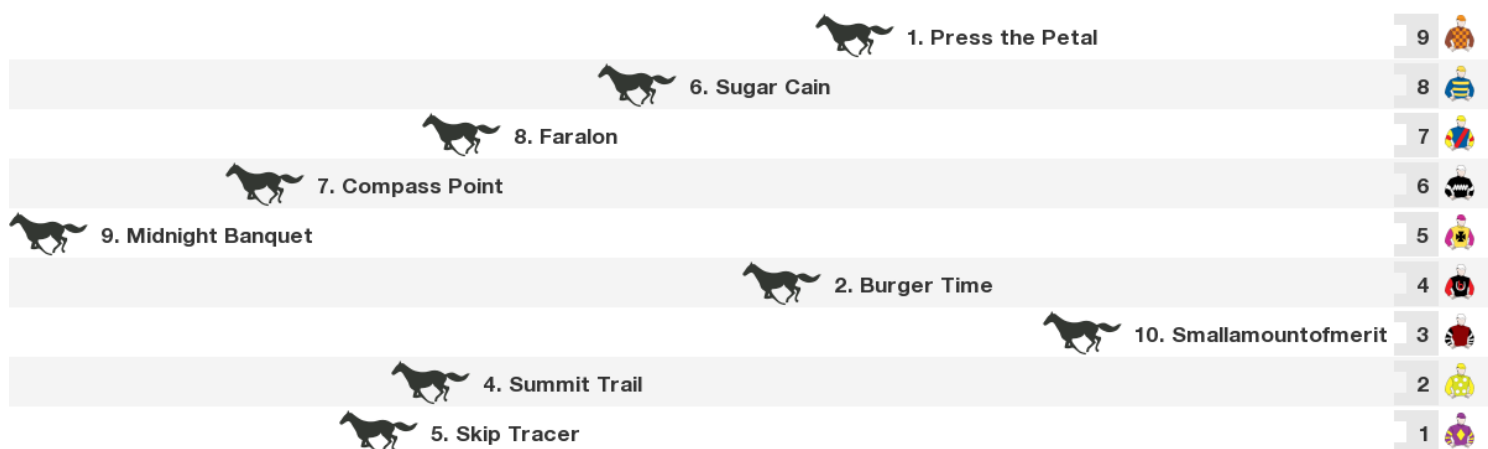 1. Press the Petal 9
6. Sugar Cain 8
8. Faralon 7
7. Compass Point 6
9. Midnight Banquet 5
2. Burger Time 4
10. Smallamountofmerit 3
4. Summit Trail 2
5. Skip Tracer 1